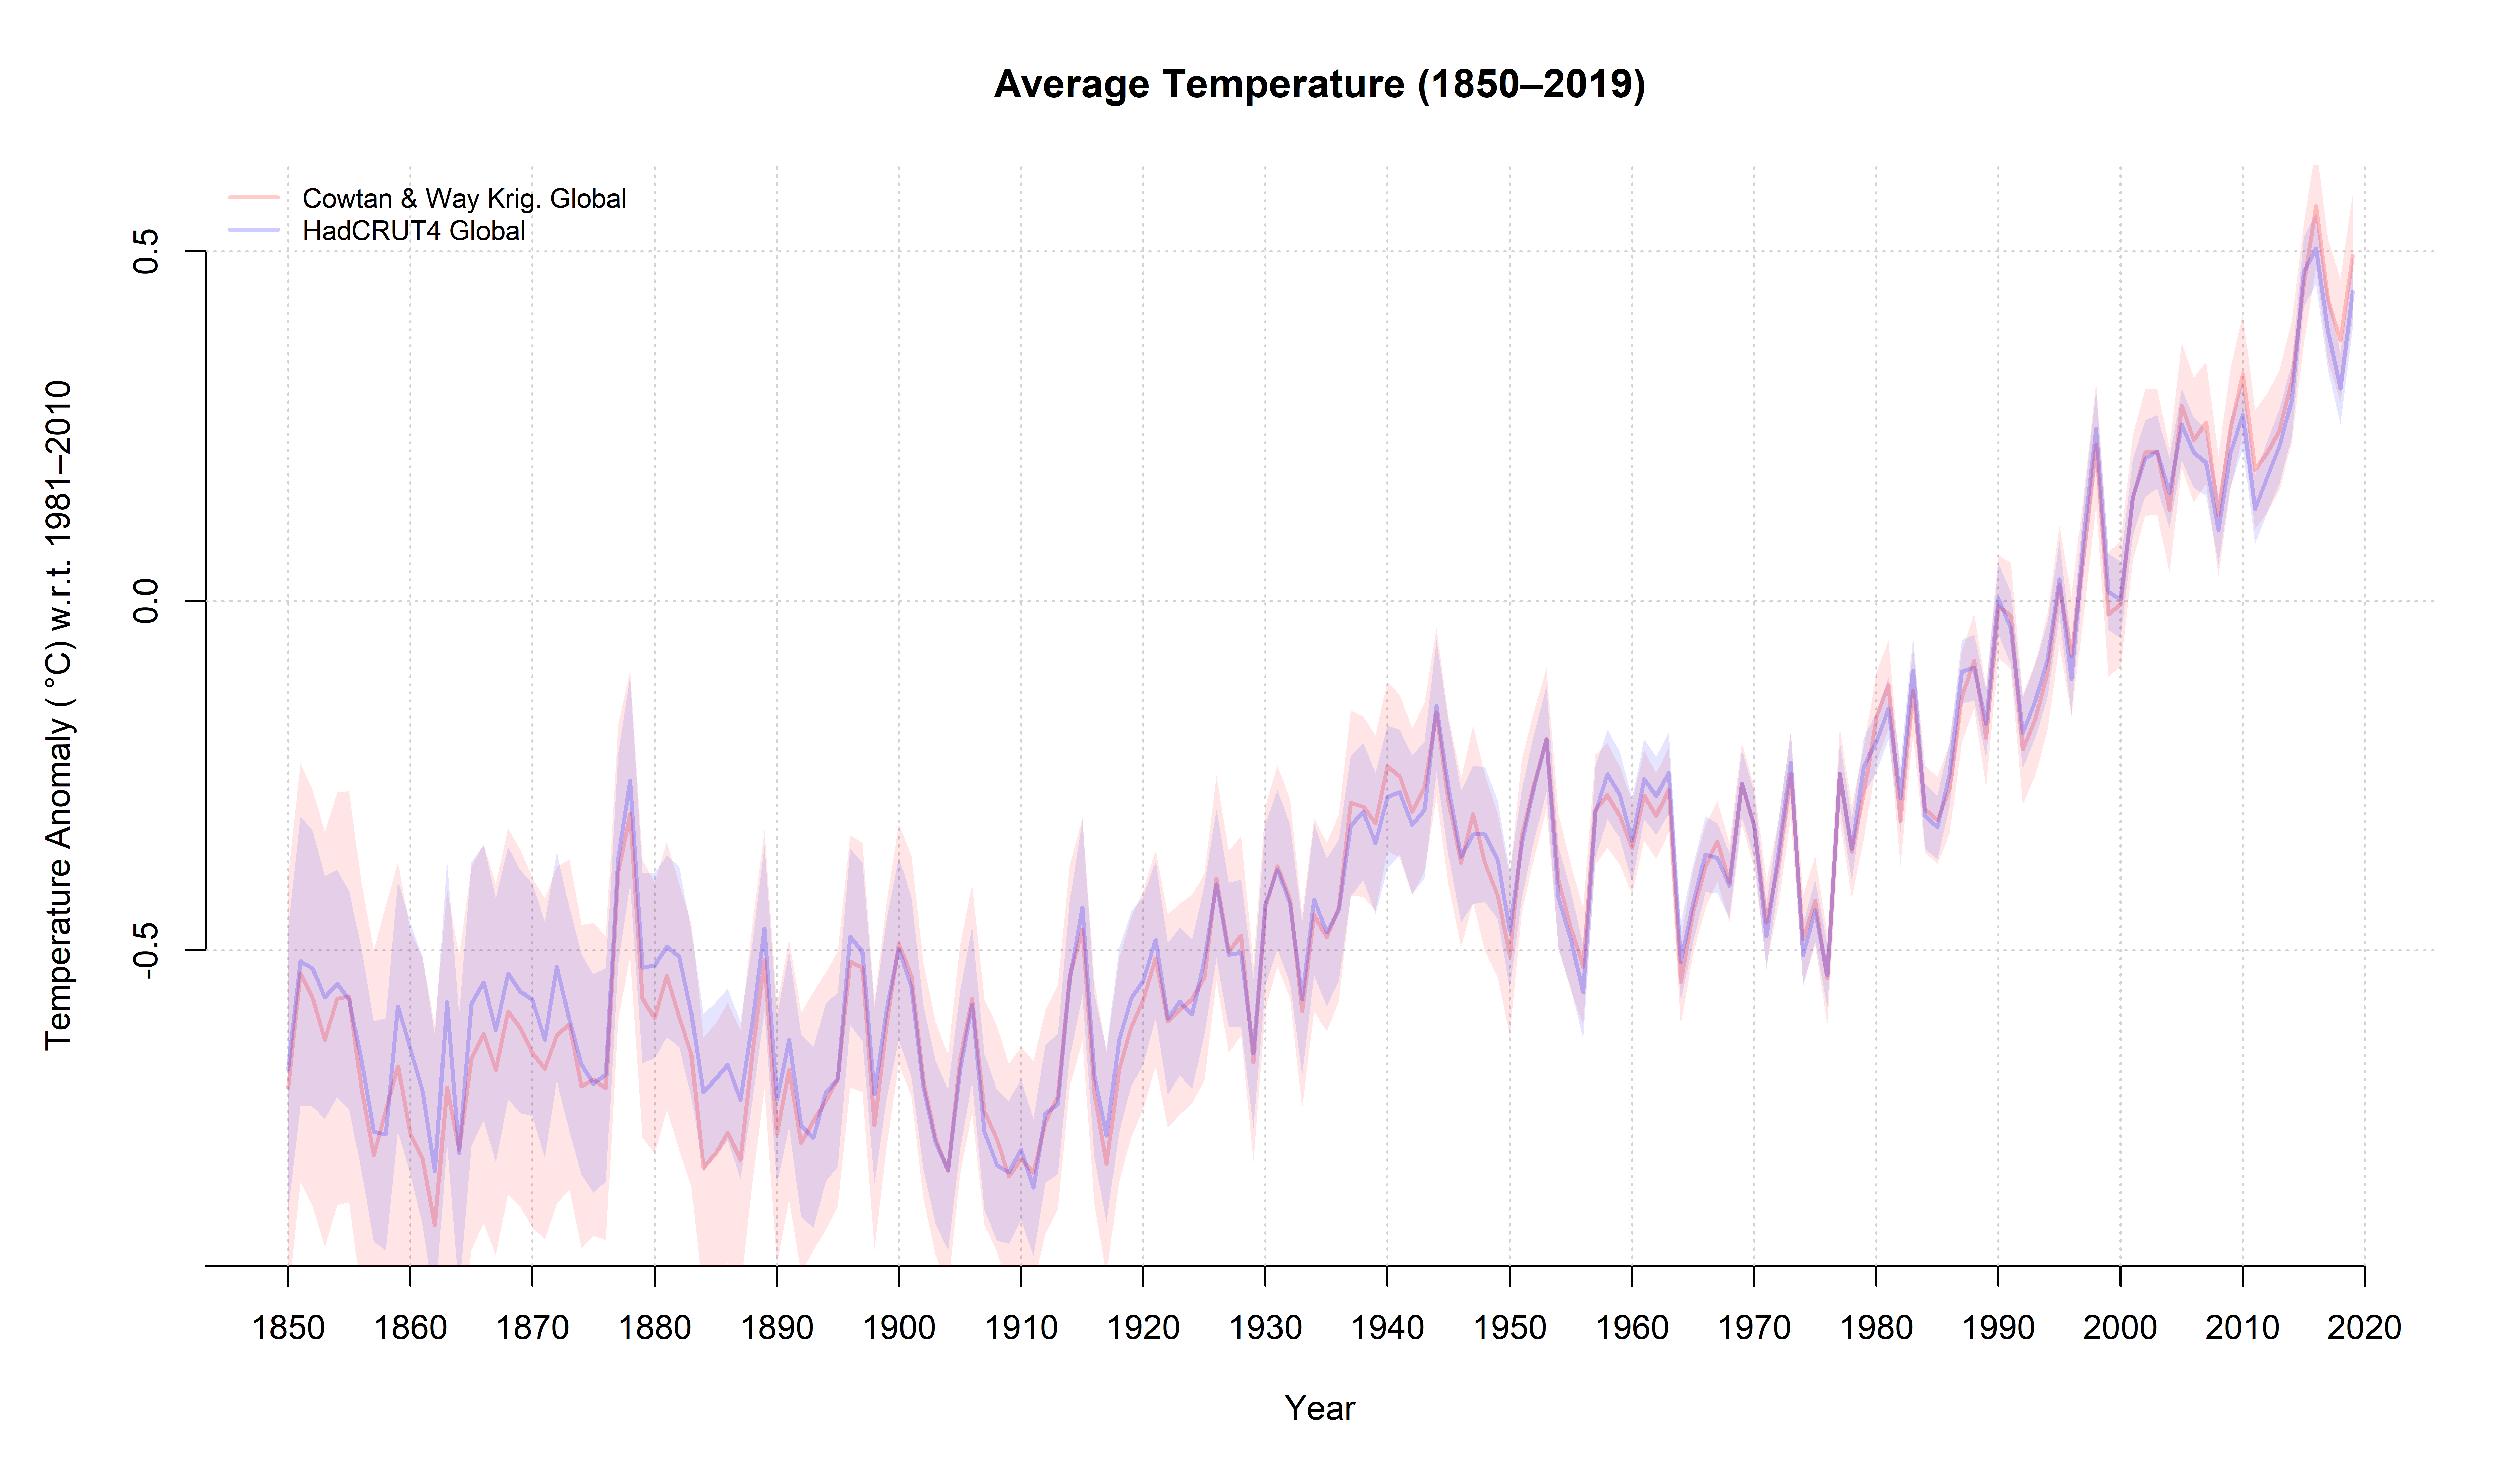 Average Temperature (1850–2019)
Cowtan & Way Krig. Global
HadCRUT4 Global
Temperature Anomaly ( °C) w.r.t. 1981–2010
0.5
0.0
-0.5
1850 1860 1870 1880 1890 1900 1910 1920 1930 1940 1950 1960 1970 1980 1990 2000 2010 2020
Year